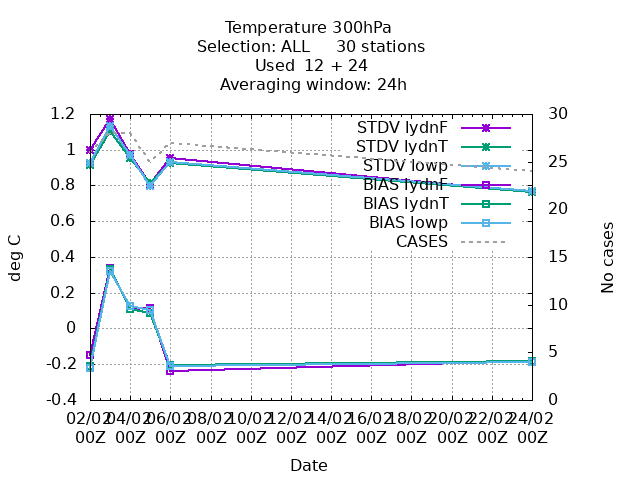 Temperature 300hPa
Selection: ALL     30 stations
Used  12 + 24
Averaging window: 24h
1.2
1
0.8
0.6
0.4
0.2
0
-0.2
-0.4
deg C
30
25
20
15
10
5
0
No cases
STDV lydnF
STDV lydnT
STDV lowp
BIAS lydnF
BIAS lydnT
BIAS lowp
CASES
02/02 04/02 06/02 08/02 10/02 12/02 14/02 16/02 18/02 20/02 22/02 24/02
00Z 00Z 00Z 00Z 00Z 00Z 00Z 00Z 00Z 00Z 00Z 00Z
Date